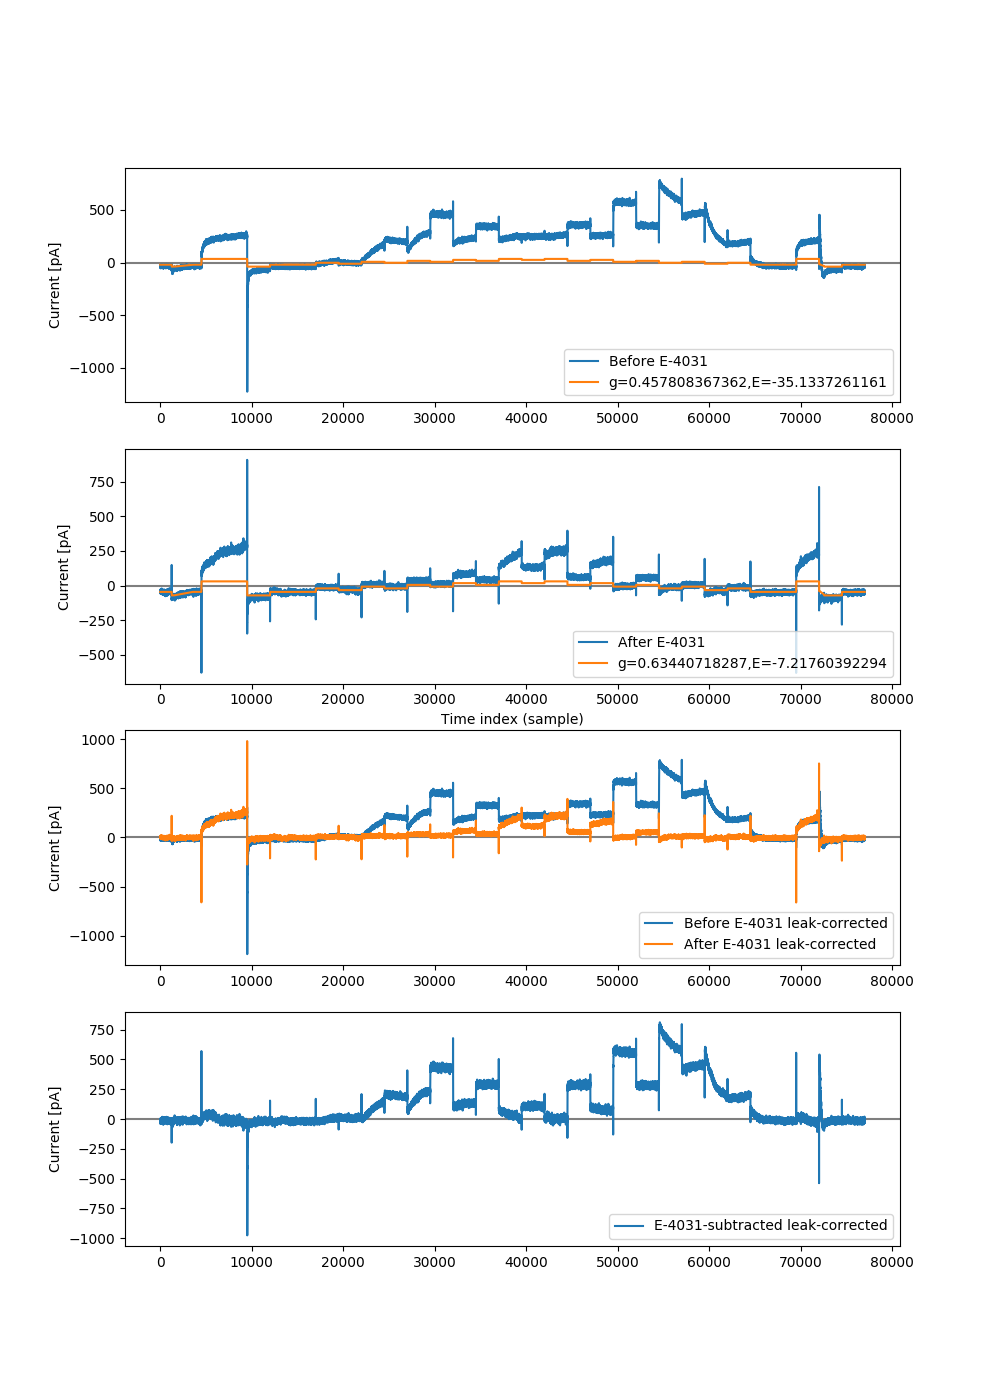 500
0
−500
−1000
Current [pA]
Before E-4031
g=0.457808367362,E=-35.1337261161
0 10000 20000 30000 40000 50000 60000 70000 80000
750
500
250
0
−250
−500
Current [pA]
After E-4031
g=0.63440718287,E=-7.21760392294
0 10000 20000 30000 40000 50000 60000 70000 80000
Time index (sample)
1000
500
0
−500
−1000
Current [pA]
Before E-4031 leak-corrected
After E-4031 leak-corrected
0 10000 20000 30000 40000 50000 60000 70000 80000
750
500
250
0
−250
−500
−750
−1000
Current [pA]
E-4031-subtracted leak-corrected
0 10000 20000 30000 40000 50000 60000 70000 80000